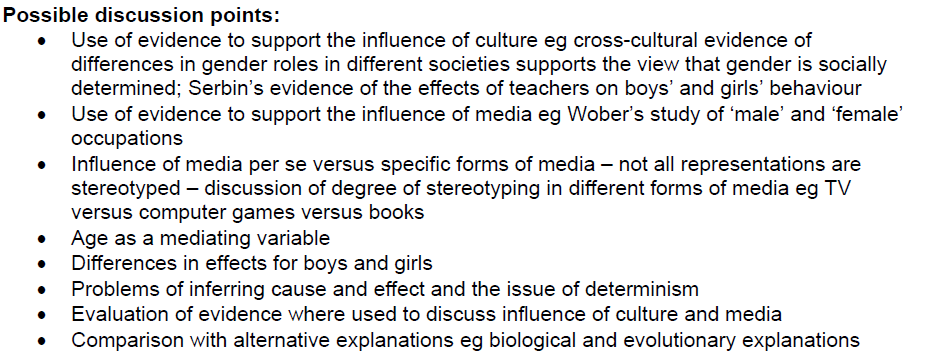 Possible discussion points:
• Use of evidence to support the influence of culture eg cross-cultural evidence of
differences in gender roles in different societies supports the view that gender is socially
determined; Serbin’s evidence of the effects of teachers on boys’ and girls’ behaviour
• Use of evidence to support the influence of media eg Wober’s study of ‘male’ and ‘female’
occupations
• Influence of media per se versus specific forms of media – not all representations are
stereotyped – discussion of degree of stereotyping in different forms of media eg TV
versus computer games versus books
• Age as a mediating variable
• Differences in effects for boys and girls
• Problems of inferring cause and effect and the issue of determinism
• Evaluation of evidence where used to discuss influence of culture and media
• Comparison with alternative explanations eg biological and evolutionary explanations